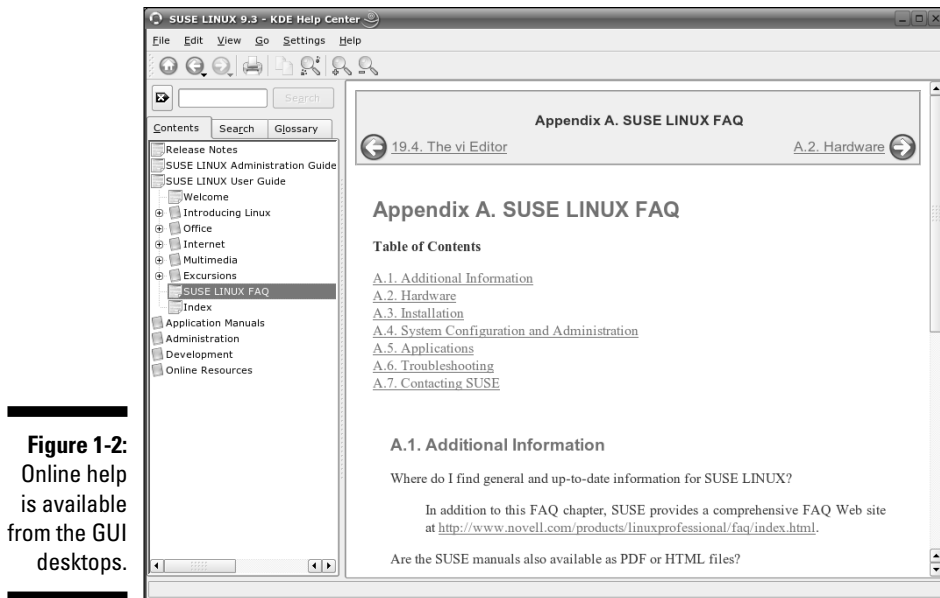 SUSE LINUX 9.3 - KDE Help Center
File Edit View Go Settings Help
Search
Contents Search Glossary
Release Notes
SUSE LINUX Administration Guide
SUSE LINUX User Guide
Welcome
Introducing Linux
Office
Internet
Multimedia
Excursions
SUSE LINUX FAQ
Index
Application Manuals
Administration
Development
Online Resources
Appendix A. SUSE LINUX FAQ
19.4. The vi Editor
A.2. Hardware
Appendix A. SUSE LINUX FAQ
Table of Contents
A.1. Additional Information
A.2. Hardware
A.3. Installation
A.4. System Configuration and Administration
A.5. Applications
A.6. Troubleshooting
A.7. Contacting SUSE
A.1. Additional Information
Where do I find general and up-to-date information for SUSE LINUX?
In addition to this FAQ chapter, SUSE provides a comprehensive FAQ Web site
at http://www.novell.com/products/linuxprofessional/faq/index.html.
Are the SUSE manuals also available as PDF or HTML files?
Figure 1-2:
Online help
is available
from the GUI
desktops.